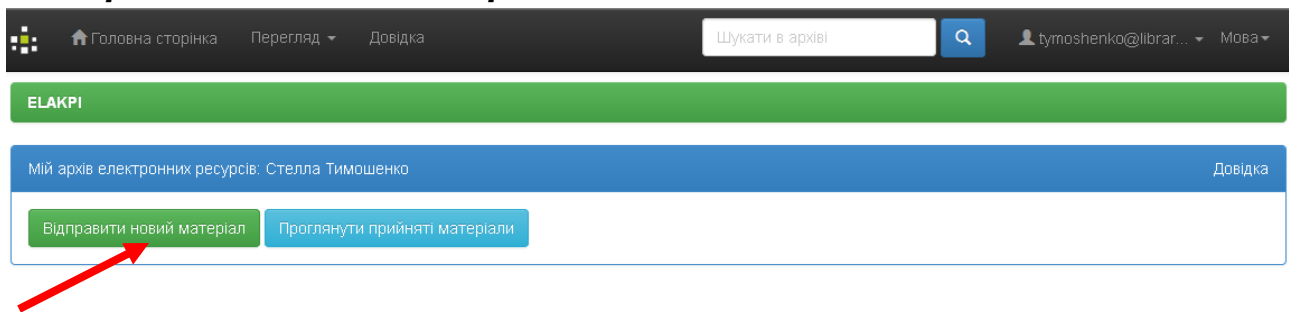 Головна сторінка Перегляд Довідка Шукати в архіві tymoshenko@librar... Мова
ELAKPI
Мій архів електронних ресурсів: Стелла Тимошенко Довідка
Відправити новий матеріал Проглянути прийняті матеріали